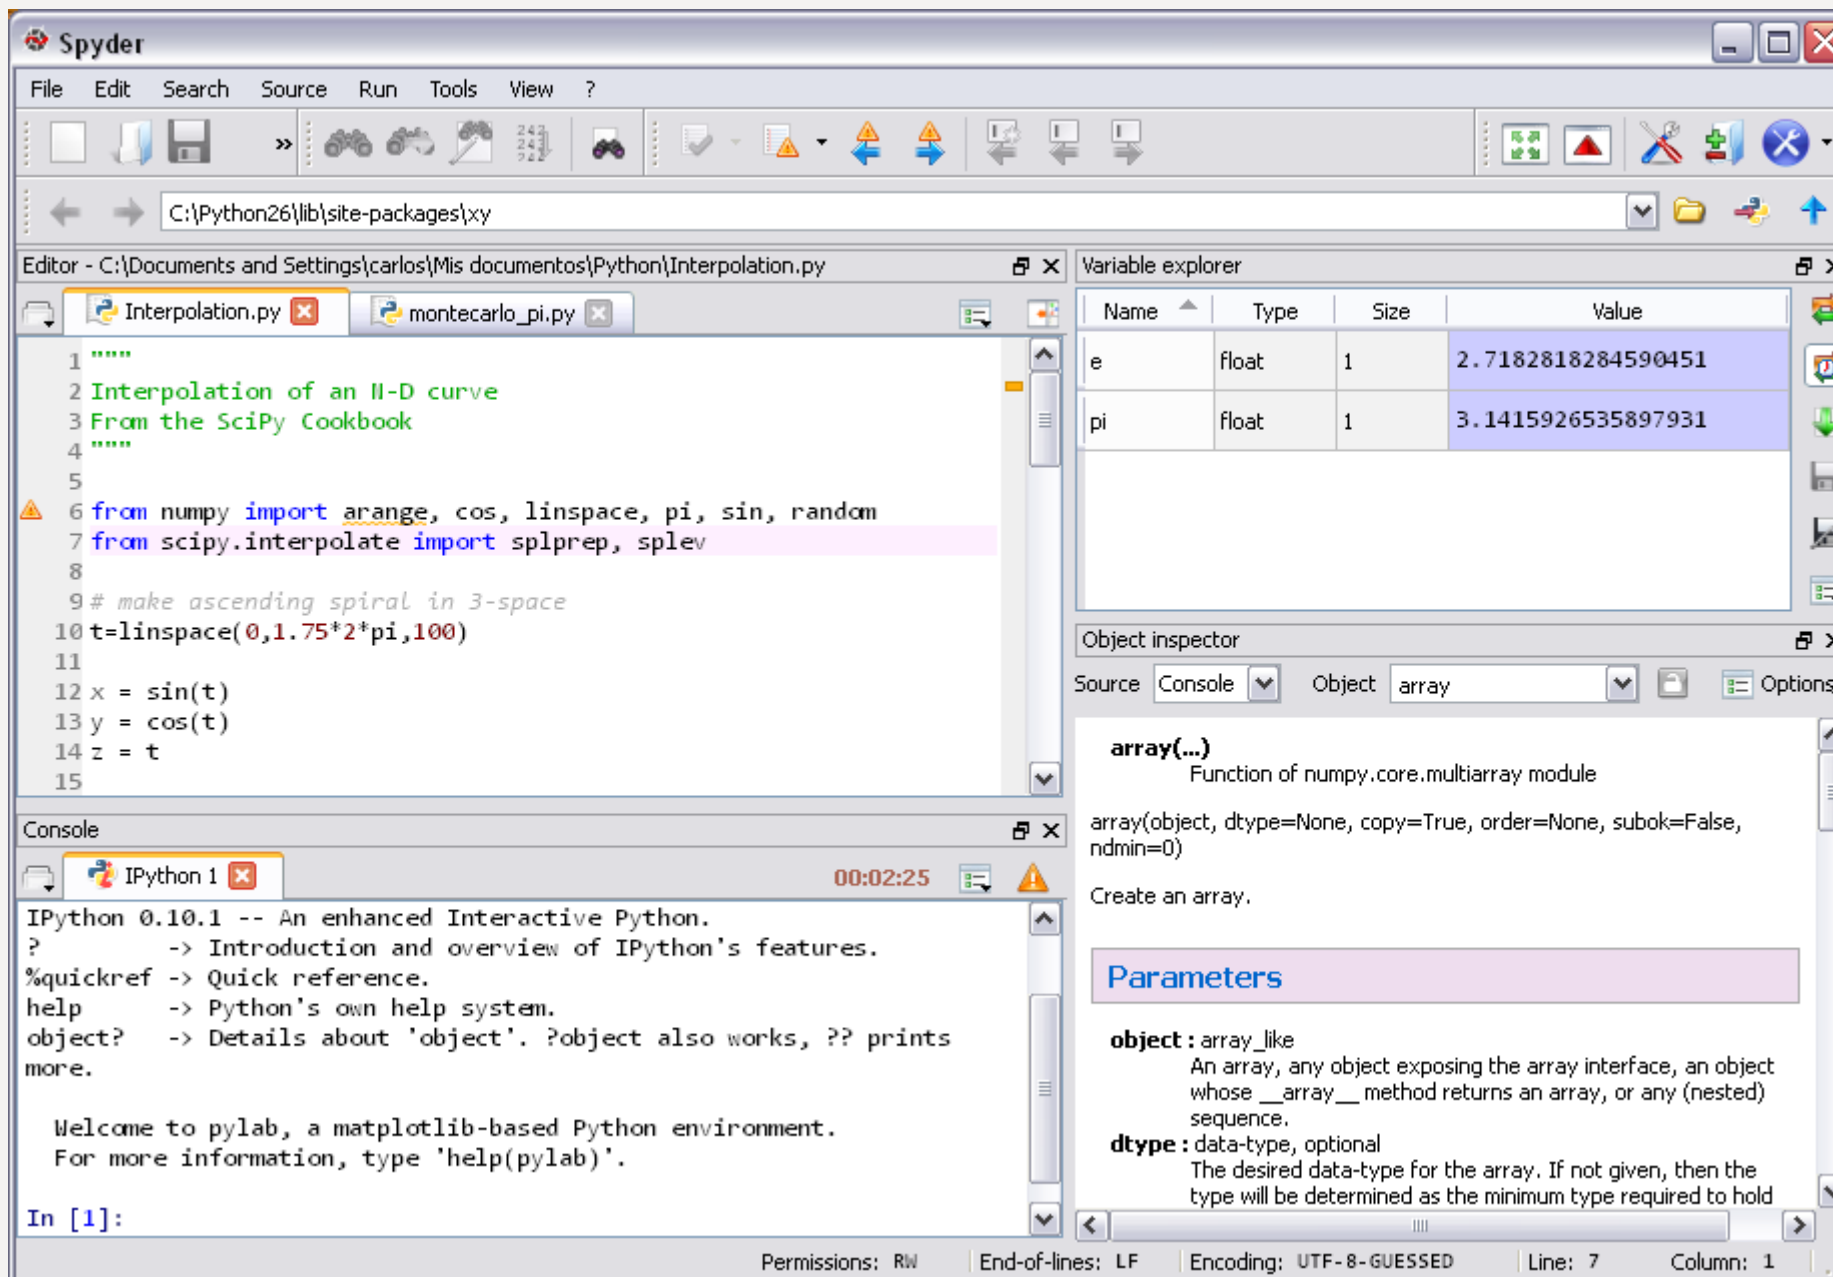 Spyder
File Edit Search Source Run Tools View ?
C:\Python26\lib\site-packages\xy
Editor - C:\Documents and Settings\carlos\Mis documentos\Python\Interpolation.py
Interpolation.py montecarlo_pi.py
1 """
2 Interpolation of an N-D curve
3 From the SciPy Cookbook
4 """
5
6 from numpy import arange, cos, linspace, pi, sin, random
7 from scipy.interpolate import splprep, splev
8
9 # make ascending spiral in 3-space
10 t=linspace(0,1.75*2*pi,100)
11
12 x = sin(t)
13 y = cos(t)
14 z = t
15
Console
IPython 1 00:02:25
IPython 0.10.1 -- An enhanced Interactive Python.
? -> Introduction and overview of IPython's features.
%quickref -> Quick reference.
help -> Python's own help system.
object? -> Details about 'object'. ?object also works, ?? prints
more.
Welcome to pylab, a matplotlib-based Python environment.
For more information, type 'help(pylab)'.
In [1]:
Variable explorer
Name Type Size Value
e float 1 2.7182818284590451
pi float 1 3.1415926535897931
Object inspector
Source Console Object array Options
array(...)
Function of numpy.core.multiarray module
array(object, dtype=None, copy=True, order=None, subok=False,
ndmin=0)
Create an array.
Parameters
object : array_like
An array, any object exposing the array interface, an object
whose __array__ method returns an array, or any (nested)
sequence.
dtype : data-type, optional
The desired data-type for the array. If not given, then the
type will be determined as the minimum type required to hold
Permissions: RW End-of-lines: LF Encoding: UTF-8-GUESSED Line: 7 Column: 1